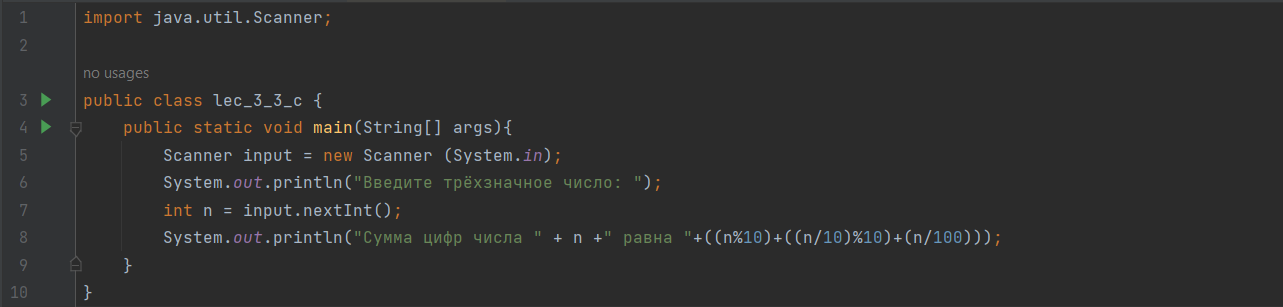 1 import java.util.Scanner;
2
no usages
3 public class lec_3_3_c {
4 public static void main(String[] args){
5 Scanner input = new Scanner (System.in);
6 System.out.println("Введите трёхзначное число: ");
7 int n = input.nextInt();
8 System.out.println("Сумма цифр числа " + n +" равна "+((n%10)+((n/10)%10)+(n/100)));
9 }
10 }